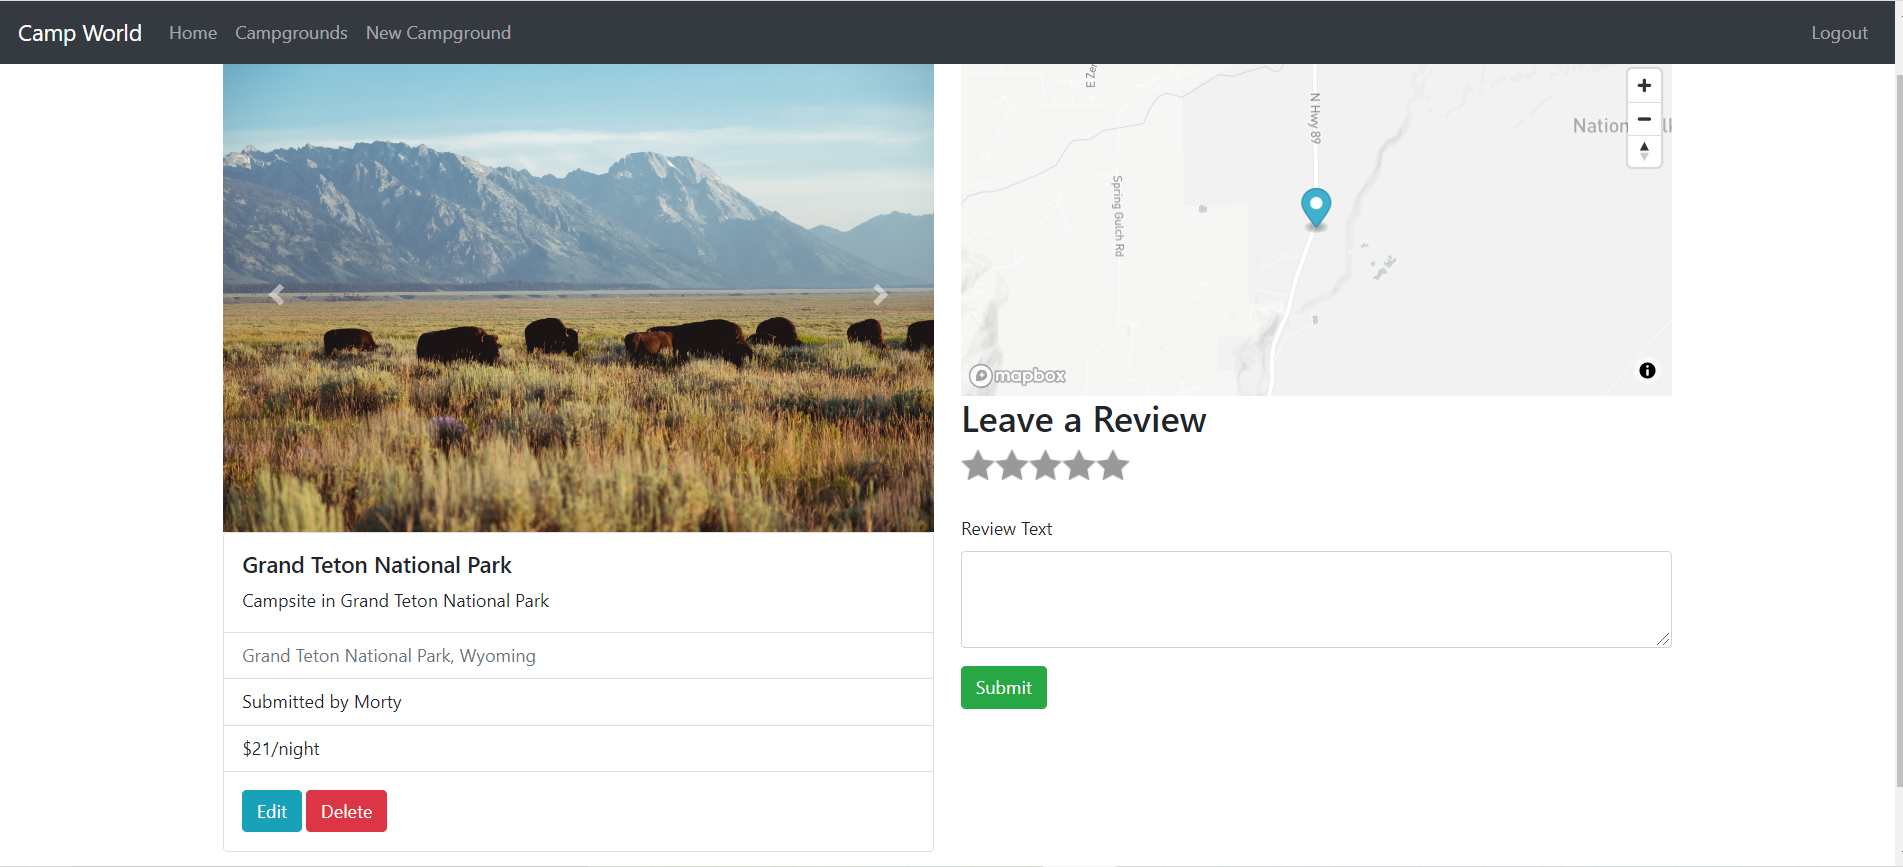 Camp World Home Campgrounds New Campground Logout
Grand Teton National Park
Campsite in Grand Teton National Park
Grand Teton National Park, Wyoming
Submitted by Morty
$21/night
Edit Delete
N Hwy 89
Spring Gulch Rd
mapbox
Leave a Review
Review Text
Submit